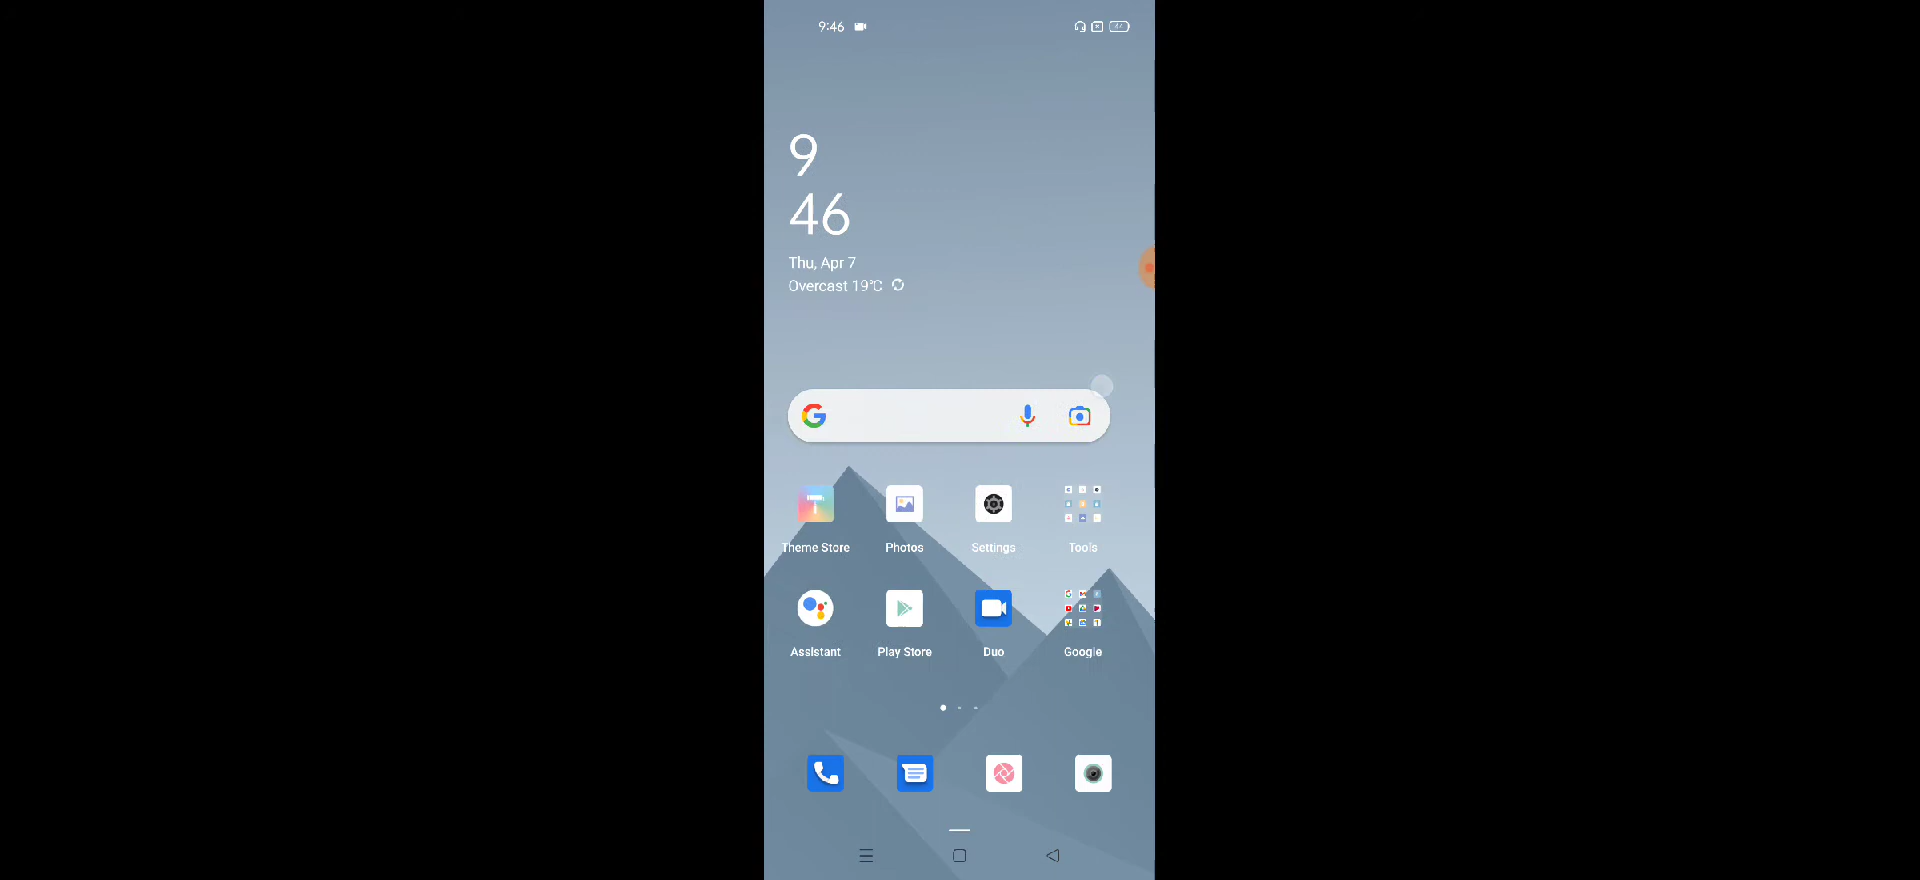 9:46
9
46
Thu, Apr 7
Overcast 19°C
Theme Store
Photos
Settings
Tools
Assistant
Play Store
Duo
Google